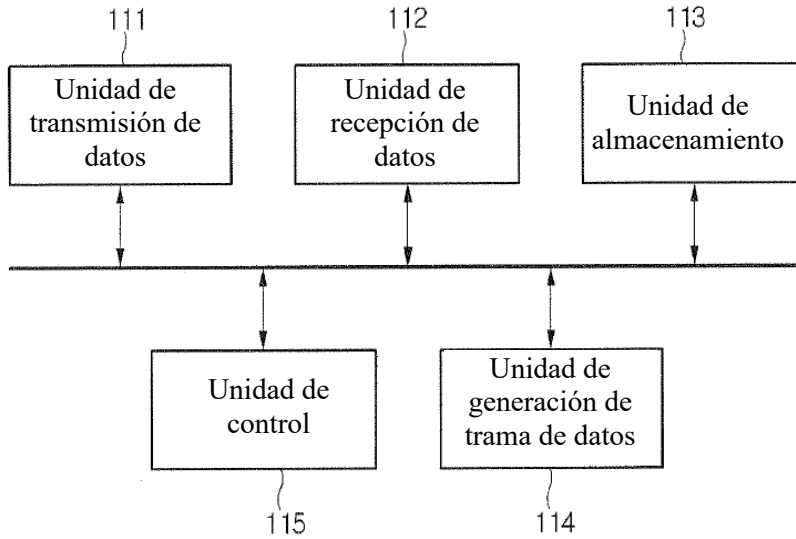 111
112
113
Unidad de
transmisión de
datos
Unidad de
recepción de
datos
Unidad de
almacenamiento
Unidad de
control
Unidad de
generación de
trama de datos
115
114